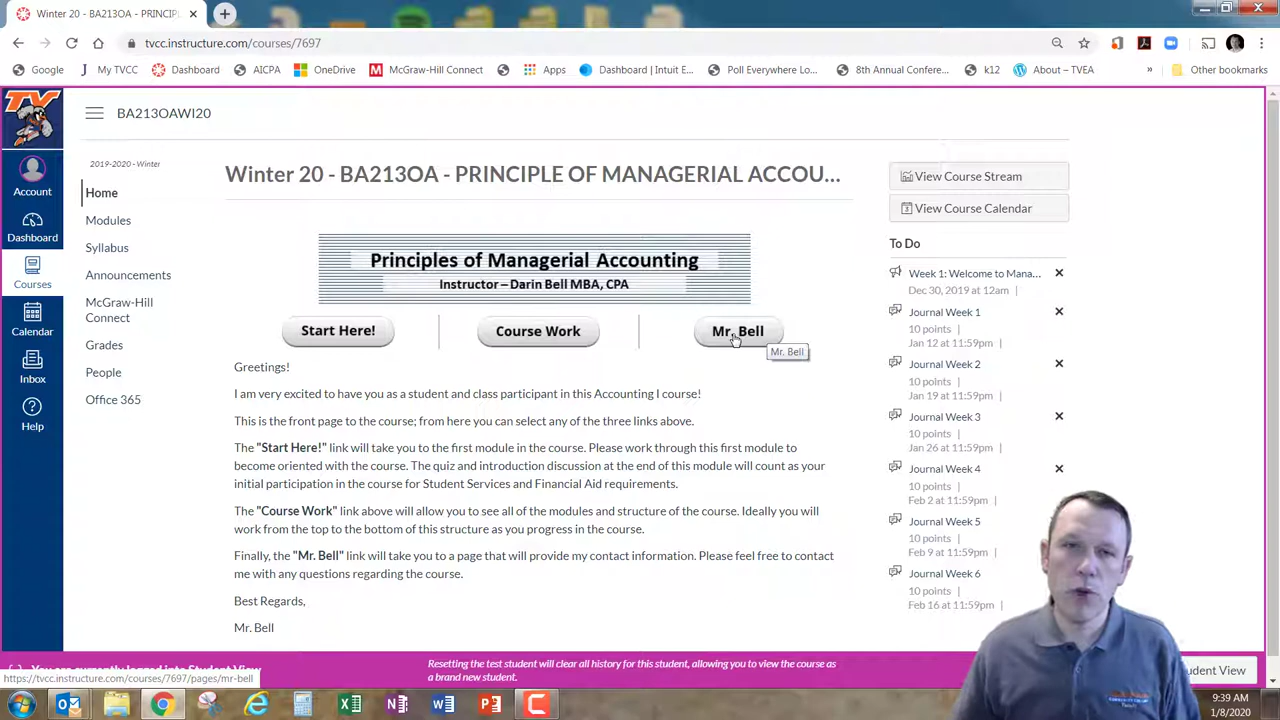 Winter 20 - BA213OA - PRINCIP
tvcc.instructure.com/courses/7697
Google
My TVCC
Dashboard
AICPA
OneDrive
McGraw-Hill Connect
Apps
Dashboard | Intuit E...
Poll Everywhere Lo...
8th Annual Confere...
k12
About – TVEA
»
Other bookmarks
TV
BA213OAWI20
Account
Dashboard
Courses
Calendar
Inbox
Help
2019-2020 - Winter
Home
Modules
Syllabus
Announcements
McGraw-Hill
Connect
Grades
People
Office 365
Winter 20 - BA213OA - PRINCIPLE OF MANAGERIAL ACCOU...
Principles of Managerial Accounting
Instructor – Darin Bell MBA, CPA
Start Here!
Course Work
Mr. Bell
Mr. Bell
Greetings!
I am very excited to have you as a student and class participant in this Accounting I course!
This is the front page to the course; from here you can select any of the three links above.
The "Start Here!" link will take you to the first module in the course. Please work through this first module to
become oriented with the course. The quiz and introduction discussion at the end of this module will count as your
initial participation in the course for Student Services and Financial Aid requirements.
The "Course Work" link above will allow you to see all of the modules and structure of the course. Ideally you will
work from the top to the bottom of this structure as you progress in the course.
Finally, the "Mr. Bell" link will take you to a page that will provide my contact information. Please feel free to contact
me with any questions regarding the course.
Best Regards,
Mr. Bell
View Course Stream
View Course Calendar
To Do
Week 1: Welcome to Mana...
Dec 30, 2019 at 12am |
Journal Week 1
10 points |
Jan 12 at 11:59pm |
Journal Week 2
10 points |
Jan 19 at 11:59pm |
Journal Week 3
10 points |
Jan 26 at 11:59pm |
Journal Week 4
10 points |
Feb 2 at 11:59pm |
Journal Week 5
10 points |
Feb 9 at 11:59pm |
Journal Week 6
10 points |
Feb 16 at 11:59pm |
You are currently logged into Student View
Resetting the test student will clear all history for this student, allowing you to view the course as
a brand new student.
tudent View
https://tvcc.instructure.com/courses/7697/pages/mr-bell
9:39 AM
1/8/2020